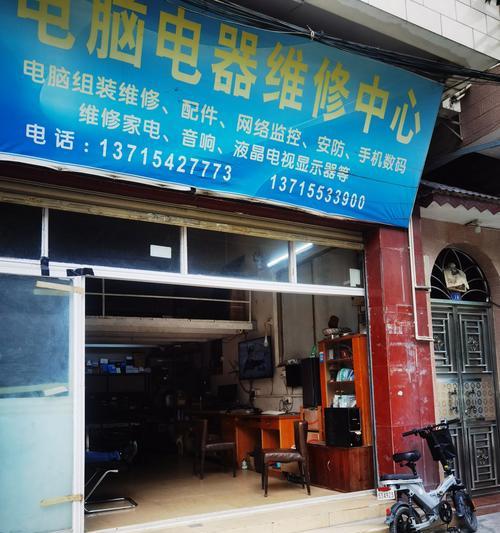 电脑电器维修中心
电脑组装维修、配件、网络监控、安防、手机数码
维修家电、音响、液晶电视显示器等
电话：13715427773 13715533900